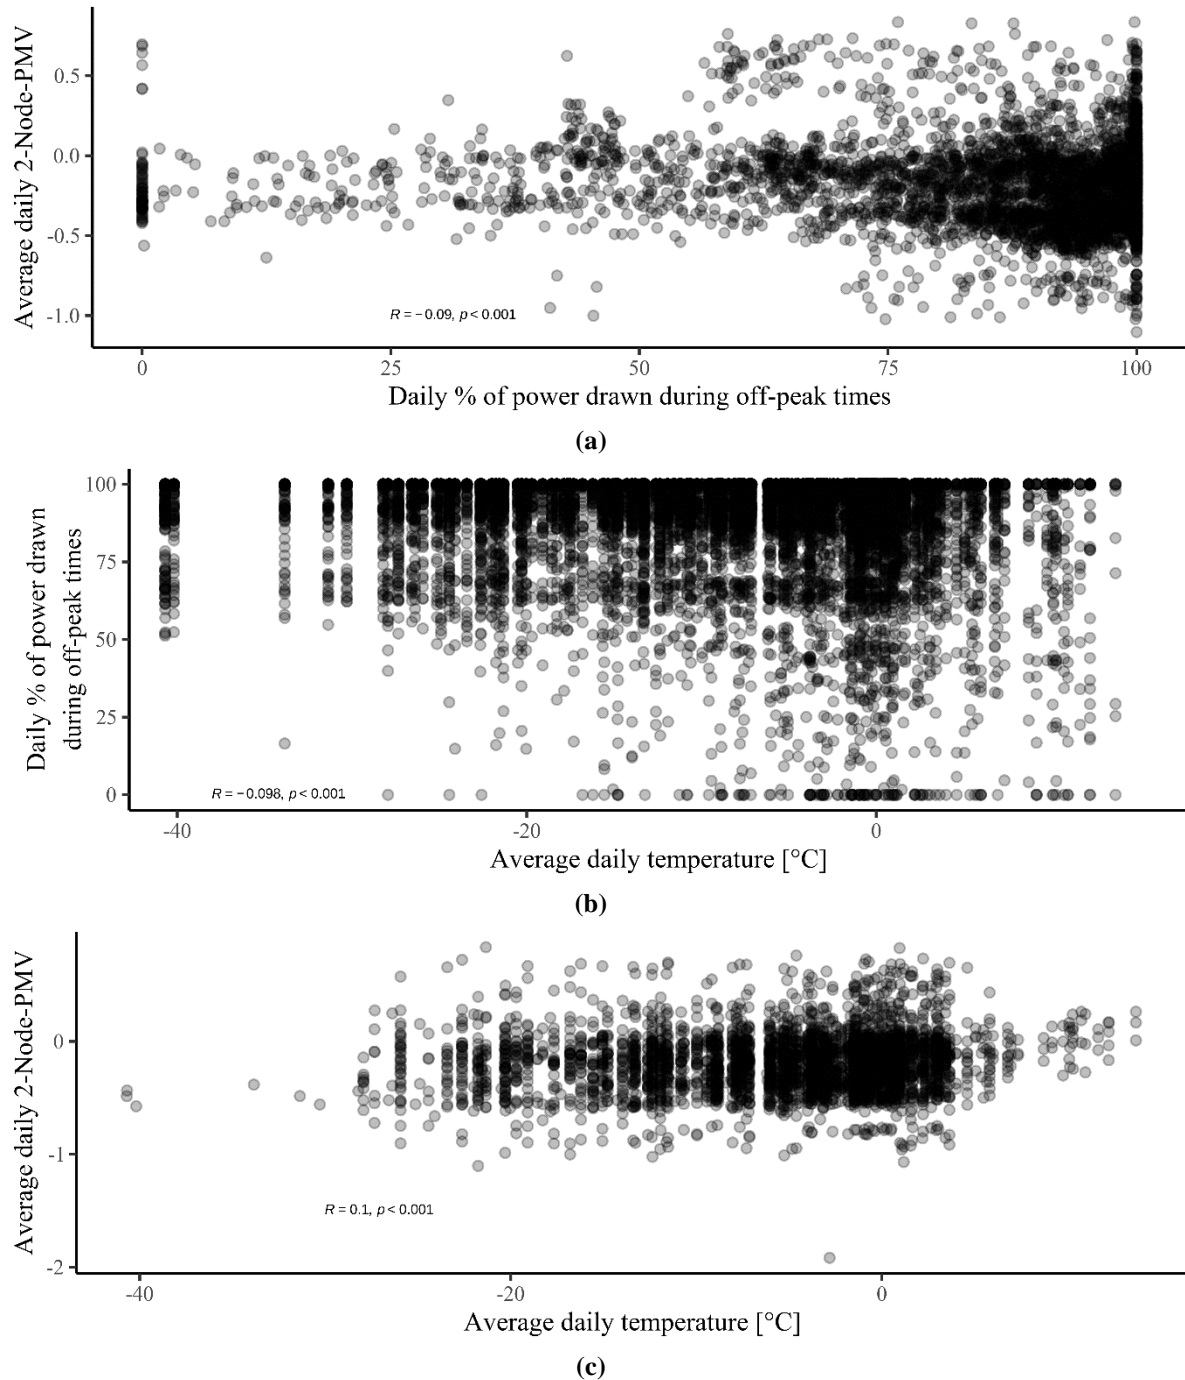 Average daily 2-Node-PMV
0.5
0.0
-0.5
-1.0
R = −0.09, p < 0.001
0 25 50 75 100
Daily % of power drawn during off-peak times
(a)
Daily % of power drawn
during off-peak times
100
75
50
25
0
R = −0.098, p < 0.001
-40 -20 0
Average daily temperature [°C]
(b)
Average daily 2-Node-PMV
0
-1
-2
R = 0.1, p < 0.001
-40 -20 0
Average daily temperature [°C]
(c)